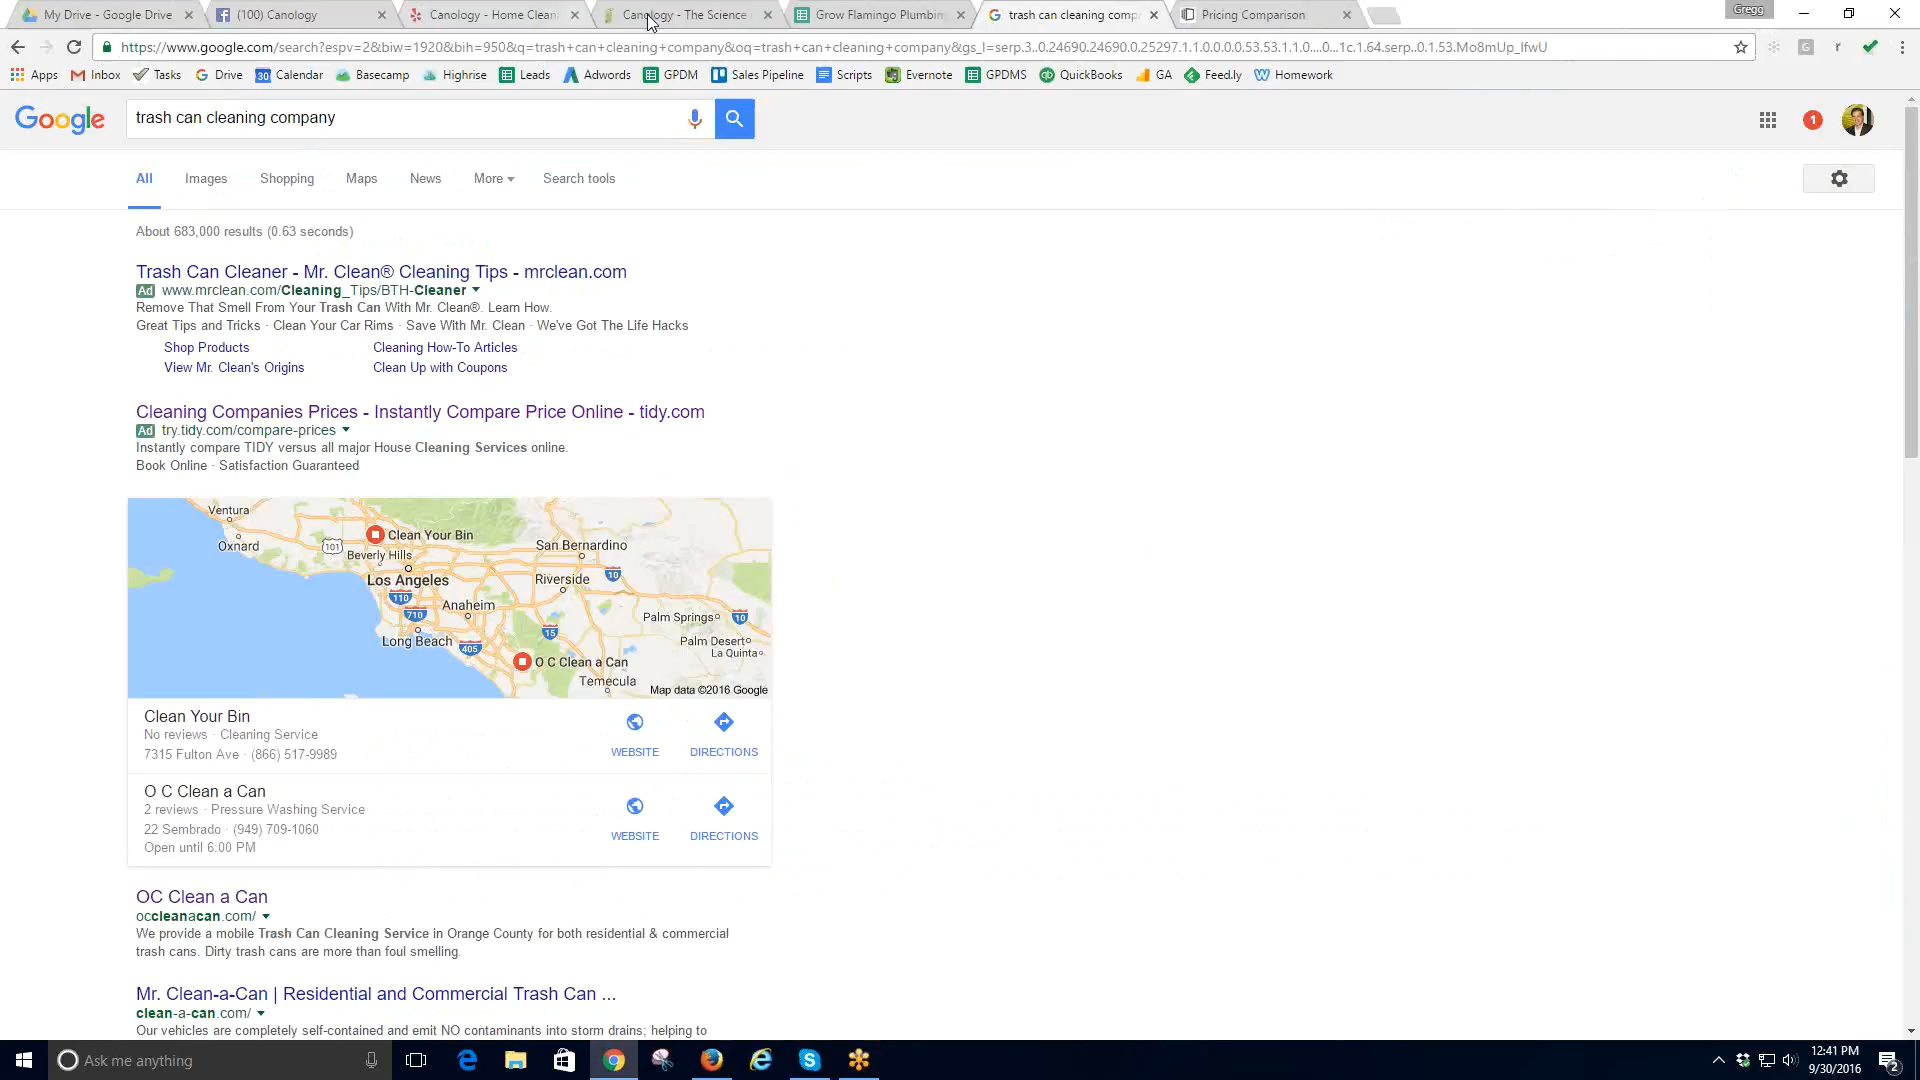 My Drive - Google Drive
(100) Canology
Canology - Home Clean
Canology - The Science
Grow Flamingo Plumbin
trash can cleaning comp
Pricing Comparison
Gregg
https://www.google.com/search?espv=2&biw=1920&bih=950&q=trash+can+cleaning+company&oq=trash+can+cleaning+company&gs_l=serp.3..0.24690.24690.0.25297.1.1.0.0.0.0.53.53.1.1.0....0...1c.1.64.serp..0.1.53.Mo8mUp_IfwU
Apps Inbox Tasks Drive Calendar Basecamp Highrise Leads Adwords GPDM Sales Pipeline Scripts Evernote GPDMS QuickBooks GA Feed.ly Homework
Google
trash can cleaning company
1
All Images Shopping Maps News More Search tools
About 683,000 results (0.63 seconds)
Trash Can Cleaner - Mr. Clean® Cleaning Tips - mrclean.com
Ad www.mrclean.com/Cleaning_Tips/BTH-Cleaner
Remove That Smell From Your Trash Can With Mr. Clean®. Learn How.
Great Tips and Tricks · Clean Your Car Rims · Save With Mr. Clean · We've Got The Life Hacks
Shop Products Cleaning How-To Articles
View Mr. Clean's Origins Clean Up with Coupons
Cleaning Companies Prices - Instantly Compare Price Online - tidy.com
Ad try.tidy.com/compare-prices
Instantly compare TIDY versus all major House Cleaning Services online.
Book Online · Satisfaction Guaranteed
Ventura
Oxnard
101
Clean Your Bin
Beverly Hills
San Bernardino
Los Angeles
Riverside
10
110
Anaheim
710
Palm Springs
10
Long Beach
15
405
Palm Desert
La Quinta
O C Clean a Can
Temecula
Map data ©2016 Google
Clean Your Bin
No reviews · Cleaning Service
7315 Fulton Ave · (866) 517-9989
WEBSITE DIRECTIONS
O C Clean a Can
2 reviews · Pressure Washing Service
22 Sembrado · (949) 709-1060
Open until 6:00 PM
WEBSITE DIRECTIONS
OC Clean a Can
occleanacan.com/
We provide a mobile Trash Can Cleaning Service in Orange County for both residential & commercial
trash cans. Dirty trash cans are more than foul smelling.
Mr. Clean-a-Can | Residential and Commercial Trash Can ...
clean-a-can.com/
Our vehicles are completely self-contained and emit NO contaminants into storm drains; helping to
Ask me anything
12:41 PM
9/30/2016
2